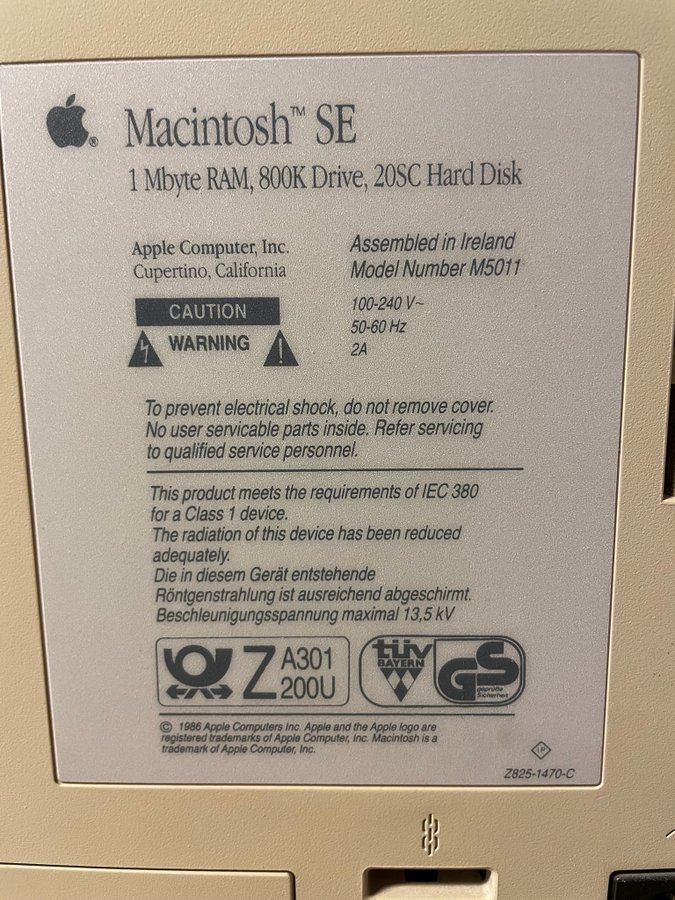 Macintosh™ SE
1 Mbyte RAM, 800K Drive, 20SC Hard Disk
Apple Computer, Inc.
Cupertino, California
Assembled in Ireland
Model Number M5011
CAUTION
WARNING
100-240 V~
50-60 Hz
2A
To prevent electrical shock, do not remove cover.
No user servicable parts inside. Refer servicing
to qualified service personnel.
This product meets the requirements of IEC 380
for a Class 1 device.
The radiation of this device has been reduced
adequately.
Die in diesem Gerät entstehende
Röntgenstrahlung ist ausreichend abgeschirmt.
Beschleunigungsspannung maximal 13,5 kV
Z A301
200U
tüv
BAYERN
GS
geprüfte
Sicherheit
© 1986 Apple Computers Inc. Apple and the Apple logo are
registered trademarks of Apple Computer, Inc. Macintosh is a
trademark of Apple Computer, Inc.
IP
Z825-1470-C